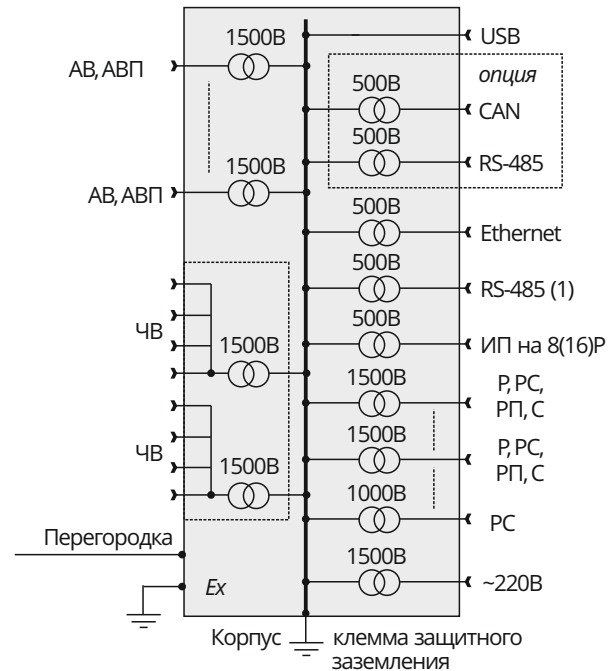 1500В
АВ, АВП
1500В
АВ, АВП
ЧВ
1500В
ЧВ
1500В
Перегородка
Ex
USB
опция
500В
CAN
500В
RS-485
500В
Ethernet
500В
RS-485 (1)
500В
ИП на 8(16)Р
1500В
Р, РС,
РП, С
1500В
Р, РС,
РП, С
1000В
РС
1500В
~220В
Корпус
клемма защитного
заземления